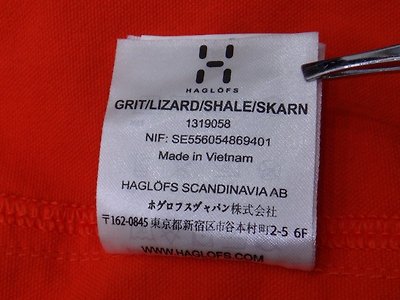 HAGLÖFS
GRIT/LIZARD/SHALE/SKARN
1319058
NIF: SE556054869401
Made in Vietnam
HAGLÖFS SCANDINAVIA AB
ホグロフスジャパン株式会社
〒162-0845 東京都新宿区市谷本村町2-5 6F
WWW.HAGLOFS.COM